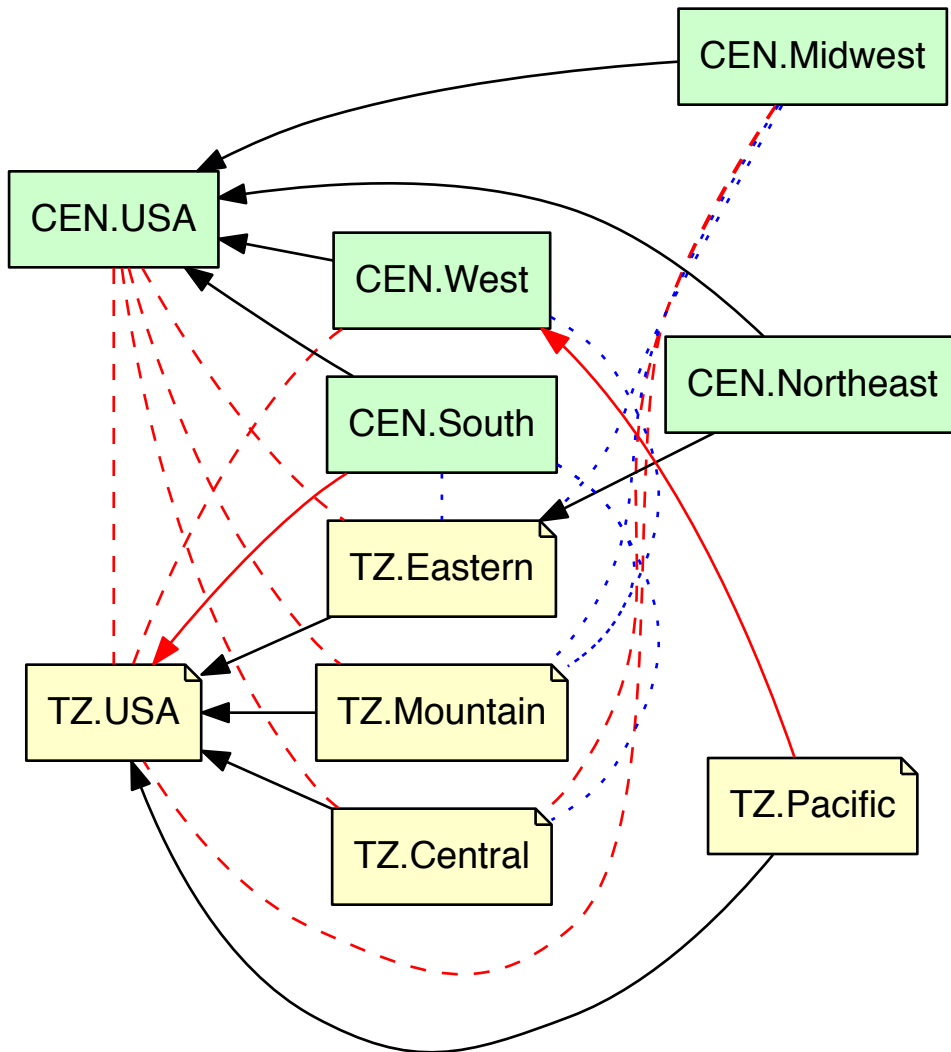 CEN.Midwest
CEN.USA
CEN.West
CEN.Northeast
CEN.South
TZ.Eastern
TZ.USA
TZ.Mountain
TZ.Pacific
TZ.Central